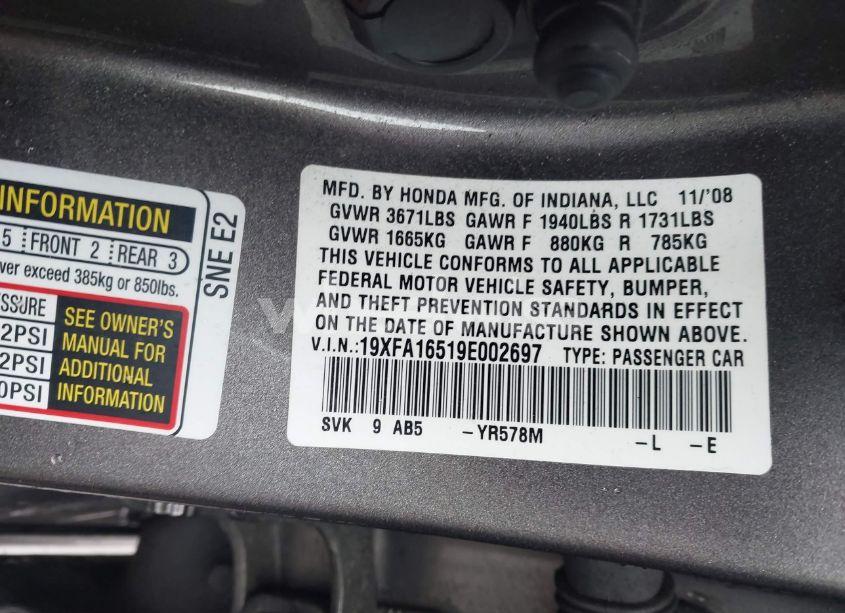 INFORMATION
5 FRONT 2 REAR 3
ver exceed 385kg or 850lbs.
SSURE
2PSI
2PSI
0PSI
SEE OWNER'S
MANUAL FOR
ADDITIONAL
INFORMATION
SNE E2
MFD. BY HONDA MFG. OF INDIANA, LLC 11/'08
GVWR 3671LBS GAWR F 1940LBS R 1731LBS
GVWR 1665KG GAWR F 880KG R 785KG
THIS VEHICLE CONFORMS TO ALL APPLICABLE
FEDERAL MOTOR VEHICLE SAFETY, BUMPER,
AND THEFT PREVENTION STANDARDS IN EFFECT
ON THE DATE OF MANUFACTURE SHOWN ABOVE.
V.I.N.:19XFA16519E002697 TYPE: PASSENGER CAR
SVK 9 AB5 -YR578M -L -E